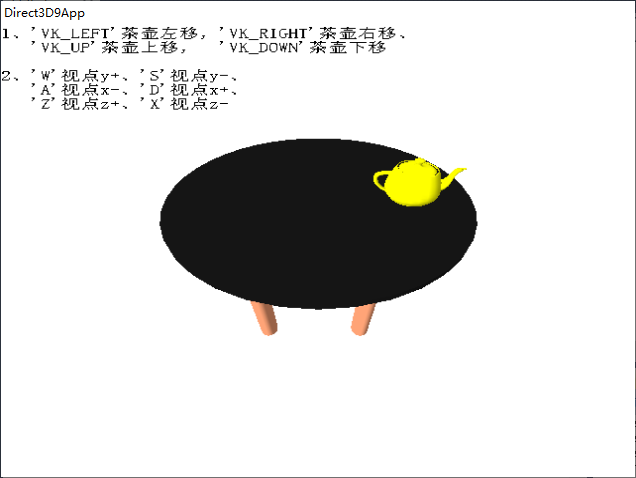 Direct3D9App
1、'VK_LEFT'茶壶左移，'VK_RIGHT'茶壶右移、
'VK_UP'茶壶上移， 'VK_DOWN'茶壶下移
2、'W'视点y+、'S'视点y-、
'A'视点x-、'D'视点x+、
'Z'视点z+、'X'视点z-